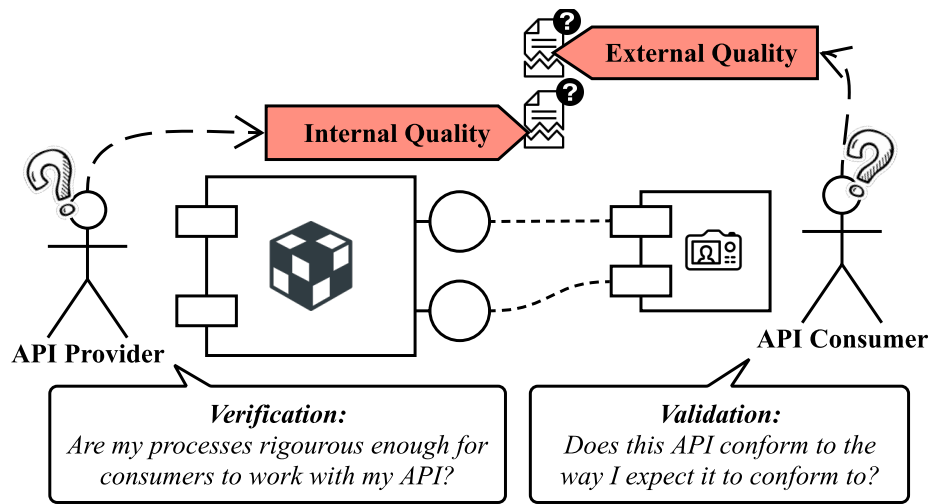 ?
External Quality
?
Internal Quality
?
?
API Provider
API Consumer
Verification:
Are my processes rigourous enough for
consumers to work with my API?
Validation:
Does this API conform to the
way I expect it to conform to?